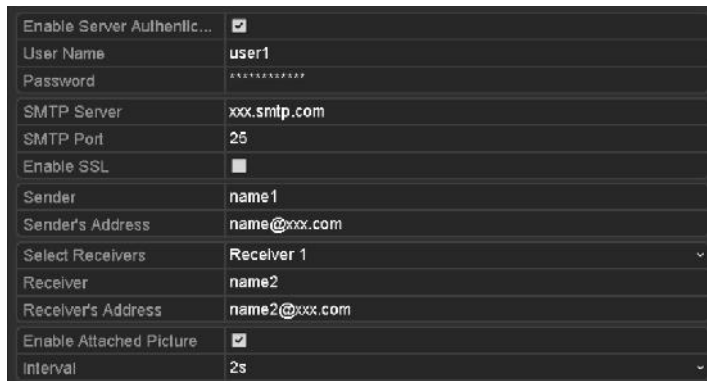 Enable Server Authentic... 
User Name user1
Password ************
SMTP Server xxx.smtp.com
SMTP Port 25
Enable SSL
Sender name1
Sender's Address name@xxx.com
Select Receivers Receiver 1
Receiver name2
Receiver's Address name2@xxx.com
Enable Attached Picture
Interval 2s